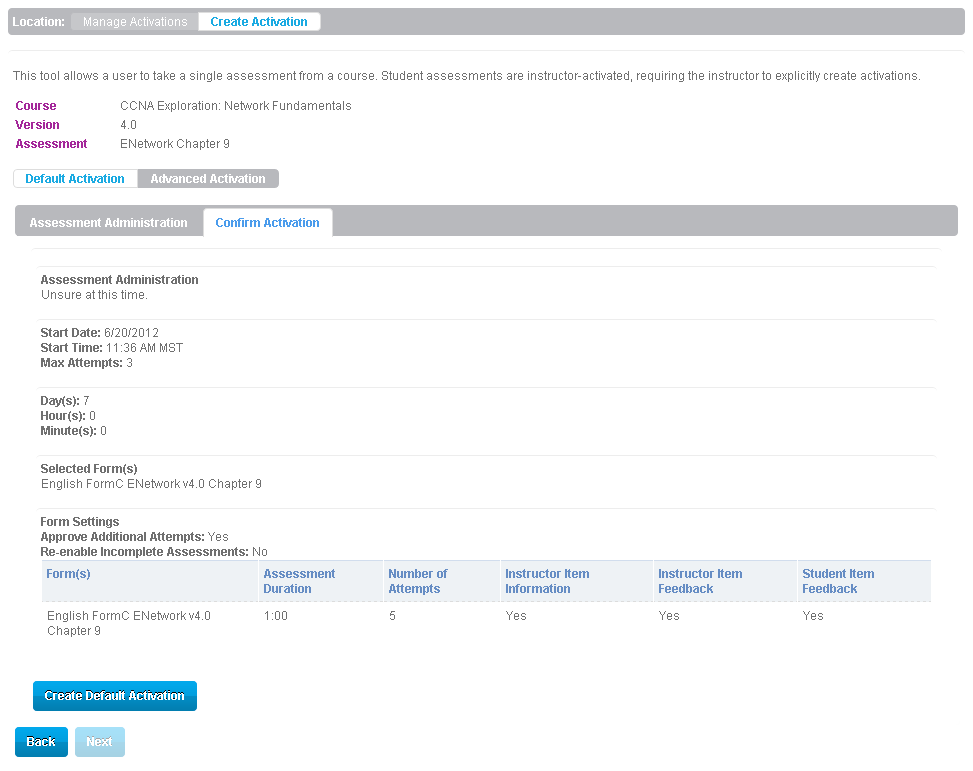 Location: Manage Activations Create Activation
This tool allows a user to take a single assessment from a course. Student assessments are instructor-activated, requiring the instructor to explicitly create activations.
Course CCNA Exploration: Network Fundamentals
Version 4.0
Assessment ENetwork Chapter 9
Default Activation Advanced Activation
Assessment Administration Confirm Activation
Assessment Administration
Unsure at this time.
Start Date: 6/20/2012
Start Time: 11:36 AM MST
Max Attempts: 3
Day(s): 7
Hour(s): 0
Minute(s): 0
Selected Form(s)
English FormC ENetwork v4.0 Chapter 9
Form Settings
Approve Additional Attempts: Yes
Re-enable Incomplete Assessments: No
Form(s) Assessment Number of Instructor Item Instructor Item Student Item
Duration Attempts Information Feedback Feedback
English FormC ENetwork v4.0 1:00 5 Yes Yes Yes
Chapter 9
Create Default Activation
Back Next